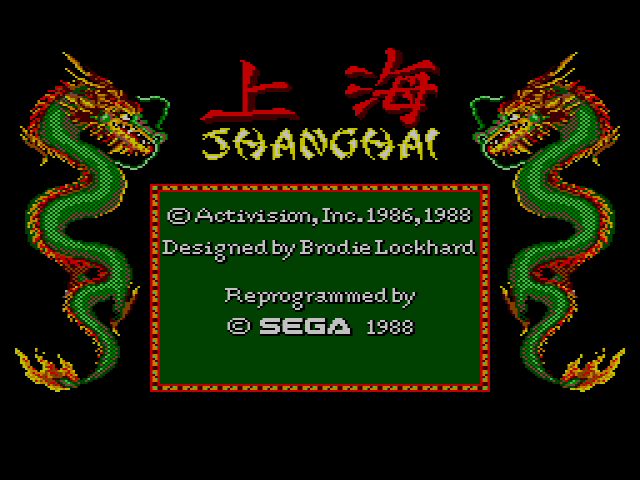 上海
SHANGHAI
© Activision, Inc. 1986, 1988
Designed by Brodie Lockhard
Reprogrammed by
© SEGA 1988